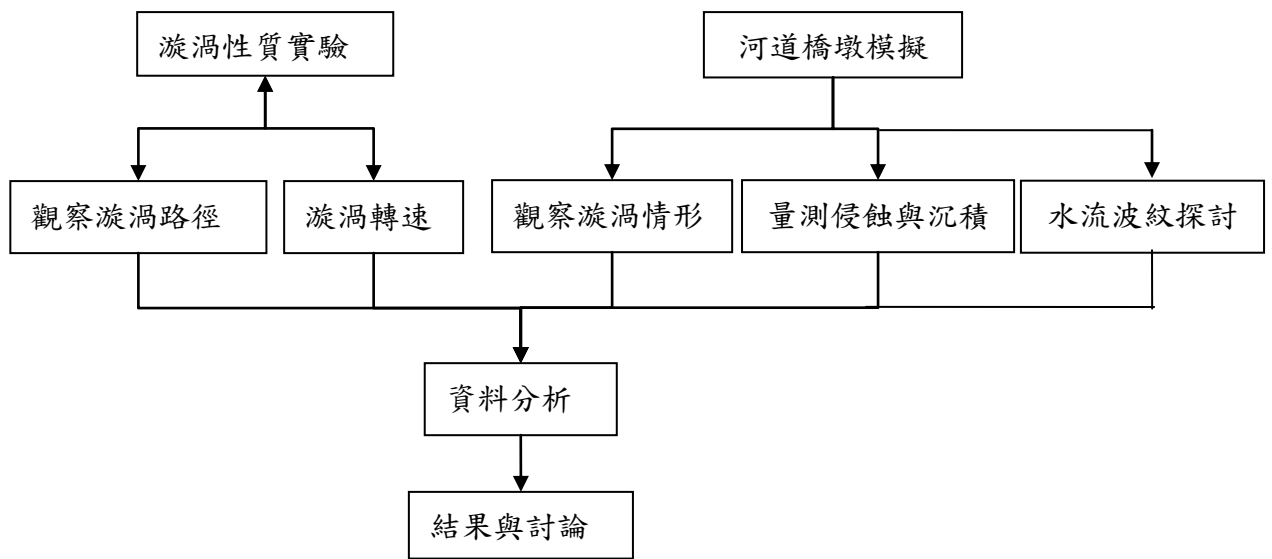 漩渦性質實驗
河道橋墩模擬
觀察漩渦路徑
漩渦轉速
觀察漩渦情形
量測侵蝕與沉積
水流波紋探討
資料分析
結果與討論